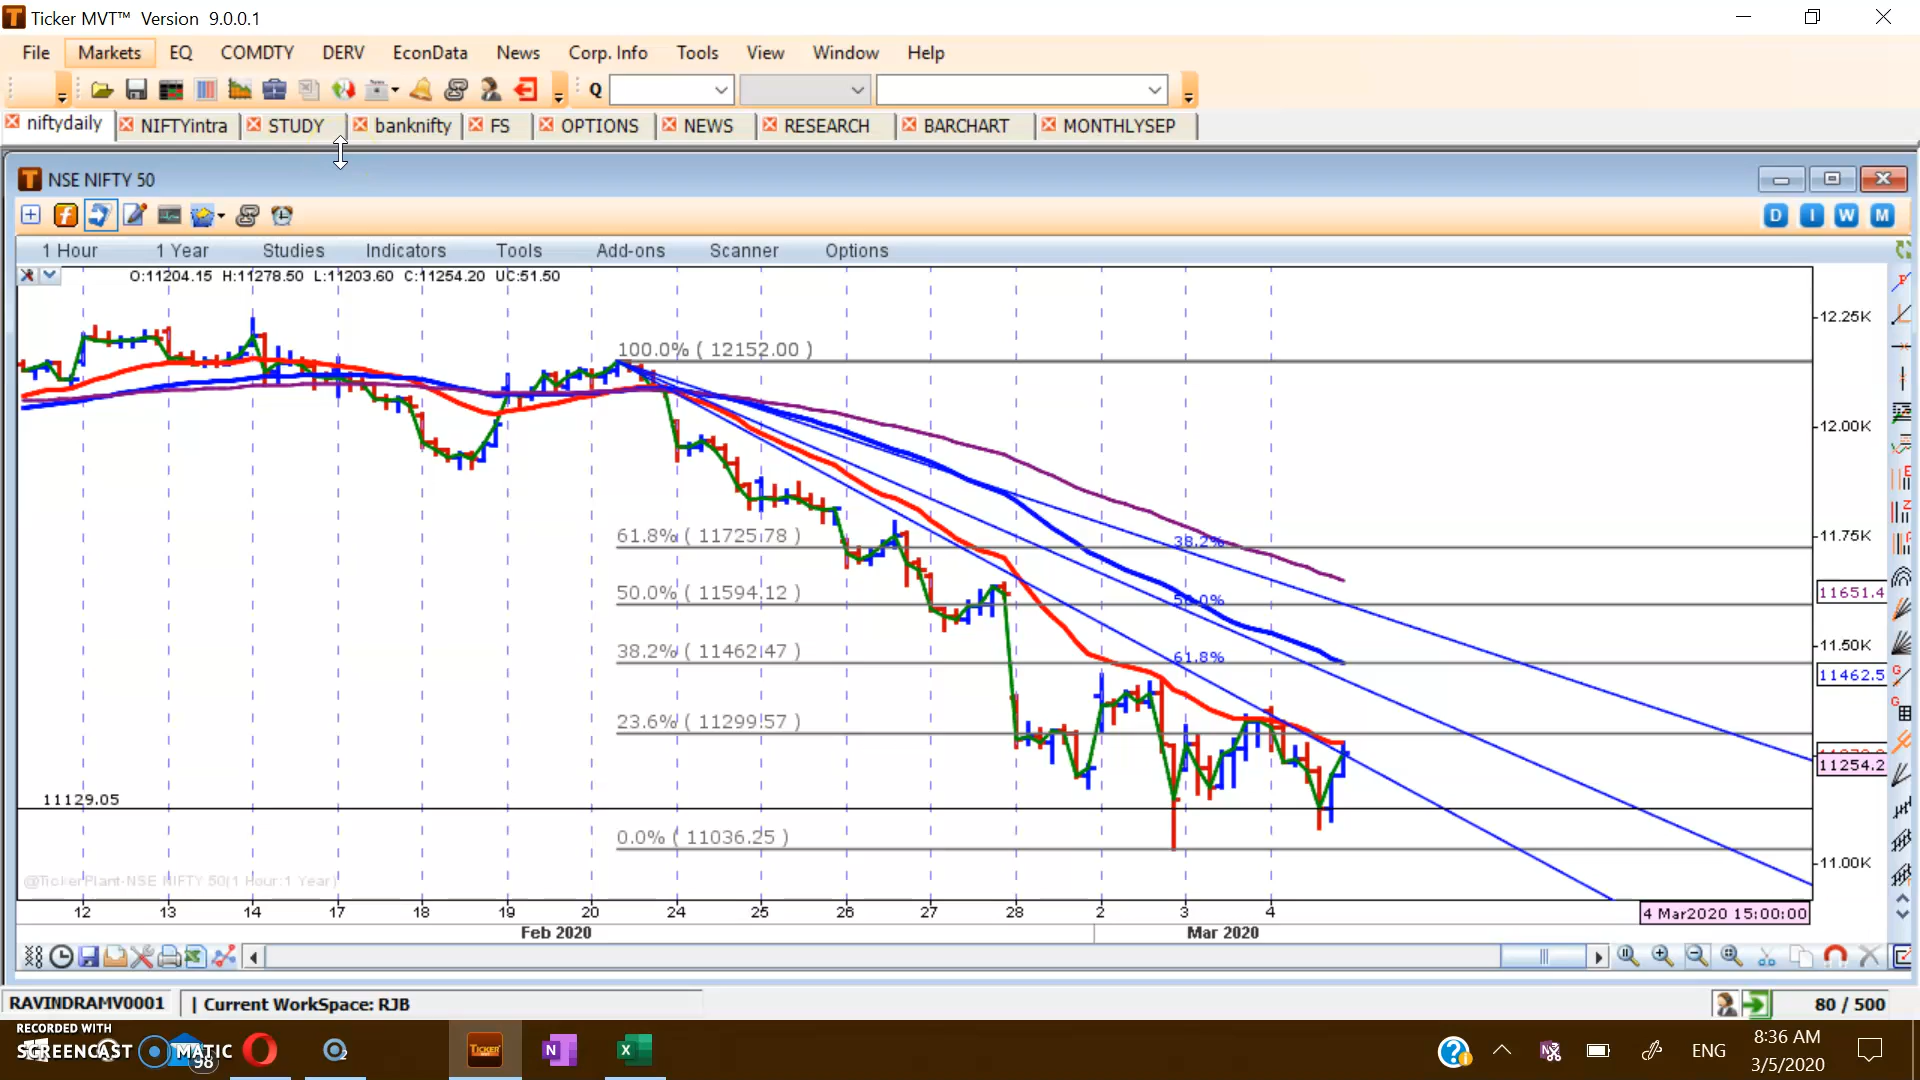 Ticker MVT™ Version 9.0.0.1
File Markets EQ COMDTY DERV EconData News Corp. Info Tools View Window Help
Q
niftydaily NIFTYintra STUDY banknifty FS OPTIONS NEWS RESEARCH BARCHART MONTHLYSEP
NSE NIFTY 50
D I W M
1 Hour 1 Year Studies Indicators Tools Add-ons Scanner Options
O:11204.15 H:11278.50 L:11203.60 C:11254.20 UC:51.50
12.25K
100.0% ( 12152.00 )
12.00K
61.8% ( 11725.78 )
38.2%
11.75K
50.0% ( 11594.12 )
50.0%
11651.4
38.2% ( 11462.47 )
61.8%
11.50K
11462.5
23.6% ( 11299.57 )
11254.2
11129.05
0.0% ( 11036.25 )
11.00K
@TickerPlant-NSE NIFTY 50(1 Hour:1 Year)
12 13 14 17 18 19 20 24 25 26 27 28 2 3 4
4 Mar2020 15:00:00
Feb 2020 Mar 2020
RAVINDRAMV0001 | Current WorkSpace: RJB
80 / 500
RECORDED WITH
SCREENCAST MATIC
98
ENG
8:36 AM
3/5/2020